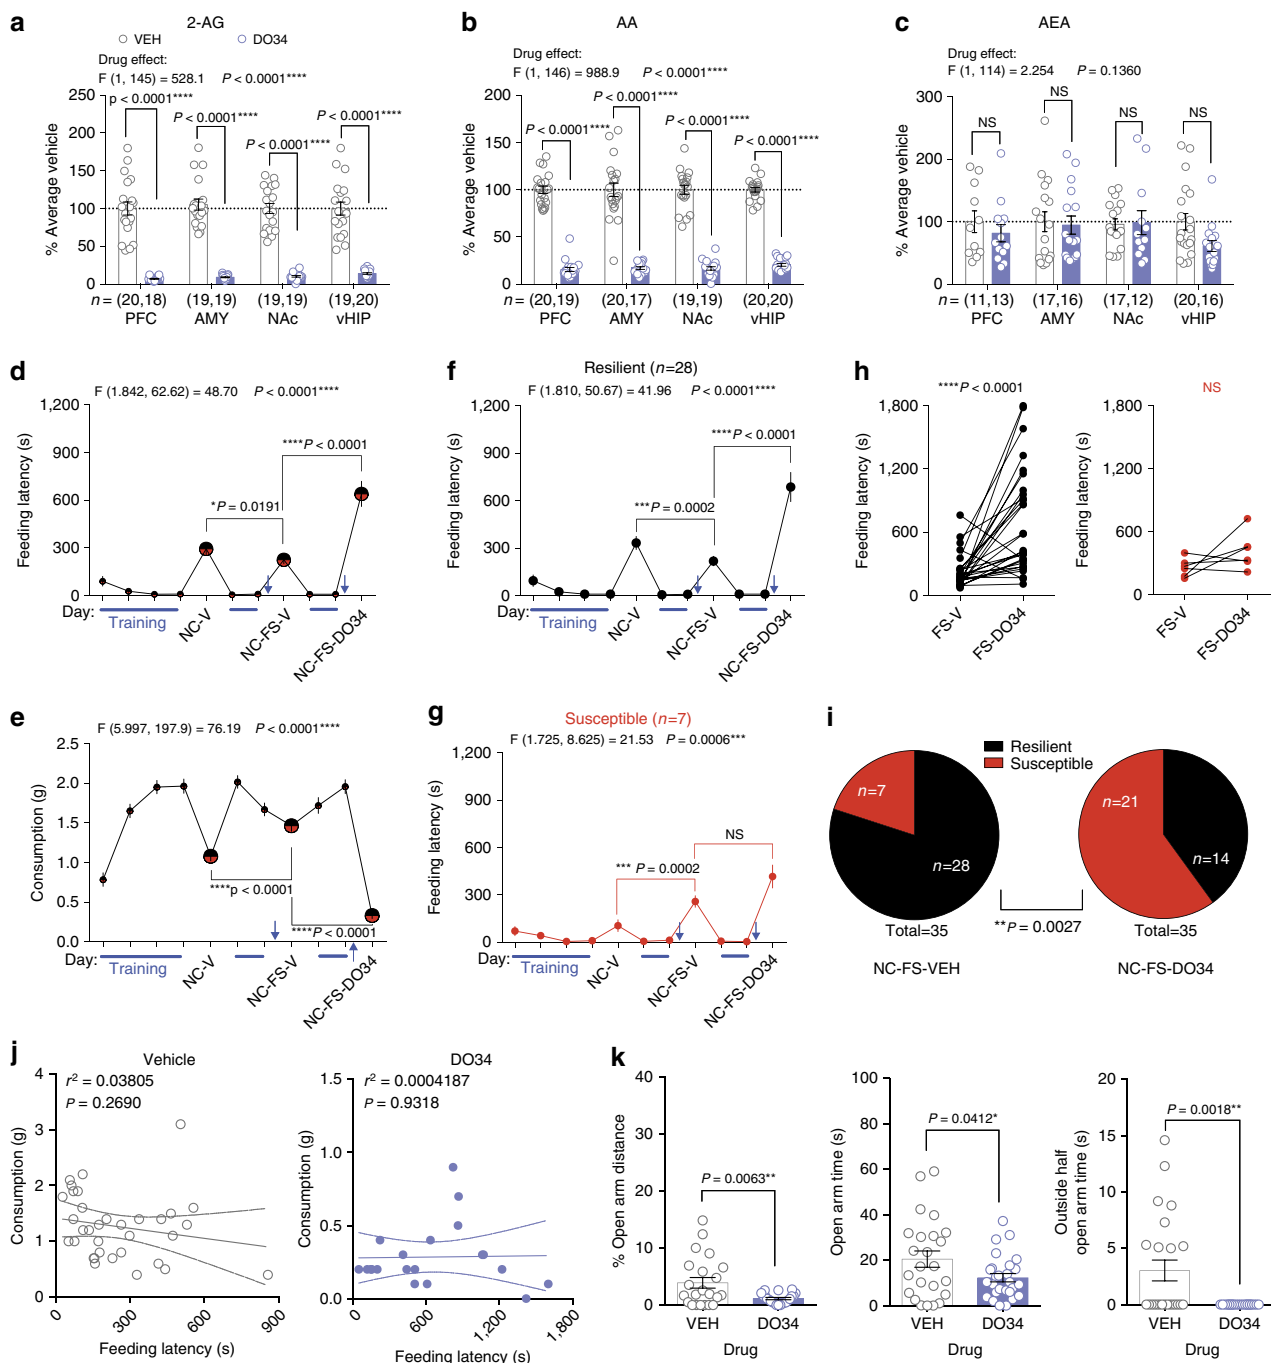 a
2-AG
VEH
DO34
Drug effect:
F (1, 145) = 528.1 P < 0.0001****
p < 0.0001****
P < 0.0001****
P < 0.0001****
P < 0.0001****
% Average vehicle
250
200
150
100
50
0
n = (20,18) (19,19) (19,19) (19,20)
PFC AMY NAc vHIP
b
AA
Drug effect:
F (1, 146) = 988.9 P < 0.0001****
P < 0.0001****
P < 0.0001****
P < 0.0001****
P < 0.0001****
% Average vehicle
200
150
100
50
0
n = (20,19) (20,17) (19,19) (20,20)
PFC AMY NAc vHIP
c
AEA
Drug effect:
F (1, 114) = 2.254 P = 0.1360
NS NS NS NS
% Average vehicle
300
200
100
0
n = (11,13) (17,16) (17,12) (20,16)
PFC AMY NAc vHIP
d
F (1.842, 62.62) = 48.70 P < 0.0001****
****P < 0.0001
*P = 0.0191
Feeding latency (s)
1,200
900
600
300
0
Day:
Training
NC-V
NC-FS-V
NC-FS-DO34
f
Resilient (n=28)
F (1.810, 50.67) = 41.96 P < 0.0001****
****P < 0.0001
***P = 0.0002
Feeding latency (s)
1,200
900
600
300
0
Day:
Training
NC-V
NC-FS-V
NC-FS-DO34
h
****P < 0.0001
Feeding latency (s)
1,800
1,200
600
0
FS-V
FS-DO34
NS
Feeding latency (s)
1,800
1,200
600
0
FS-V
FS-DO34
e
F (5.997, 197.9) = 76.19 P < 0.0001****
Consumption (g)
2.5
2.0
1.5
1.0
0.5
0.0
****p < 0.0001
****P < 0.0001
Day:
Training
NC-V
NC-FS-V
NC-FS-DO34
g
Susceptible (n=7)
F (1.725, 8.625) = 21.53 P = 0.0006***
NS
*** P = 0.0002
Feeding latency (s)
1,200
900
600
300
0
Day:
Training
NC-V
NC-FS-V
NC-FS-DO34
i
Resilient
Susceptible
n=7
n=28
n=21
n=14
**P = 0.0027
Total=35
Total=35
NC-FS-VEH
NC-FS-DO34
j
Vehicle
r2 = 0.03805
P = 0.2690
Consumption (g)
4
3
2
1
0
0 300 600 900
Feeding latency (s)
DO34
r2 = 0.0004187
P = 0.9318
Consumption (g)
1.5
1.0
0.5
0.0
0 600 1,200 1,800
Feeding latency (s)
k
% Open arm distance
40
30
20
10
0
P = 0.0063**
VEH DO34
Drug
Open arm time (s)
100
80
60
40
20
0
P = 0.0412*
VEH DO34
Drug
Outside half
open arm time (s)
20
15
10
5
0
P = 0.0018**
VEH DO34
Drug